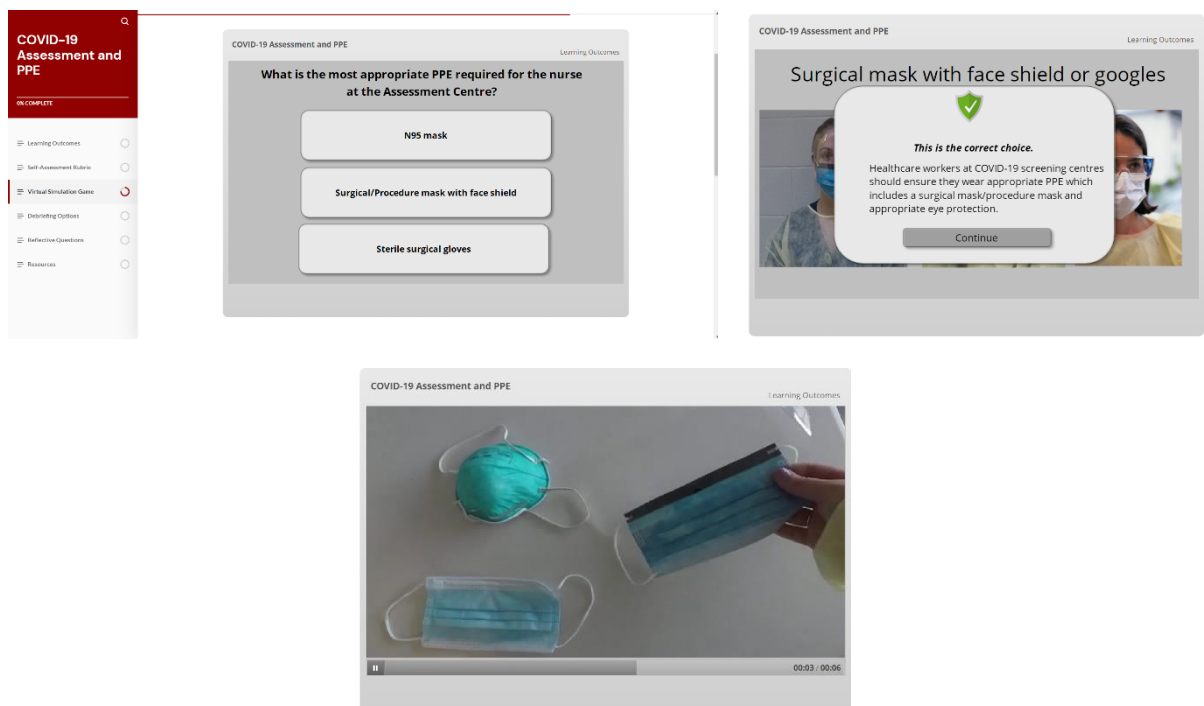 COVID-19
Assessment and
PPE
0% COMPLETE
Learning Outcomes
Self-Assessment Rubric
Virtual Simulation Game
Debriefing Options
Reflective Questions
Resources
COVID-19 Assessment and PPE
Learning Outcomes
What is the most appropriate PPE required for the nurse
at the Assessment Centre?
N95 mask
Surgical/Procedure mask with face shield
Sterile surgical gloves
COVID-19 Assessment and PPE
Learning Outcomes
Surgical mask with face shield or googles
This is the correct choice.
Healthcare workers at COVID-19 screening centres
should ensure they wear appropriate PPE which
includes a surgical mask/procedure mask and
appropriate eye protection.
Continue
COVID-19 Assessment and PPE
Learning Outcomes
00:03 / 00:06